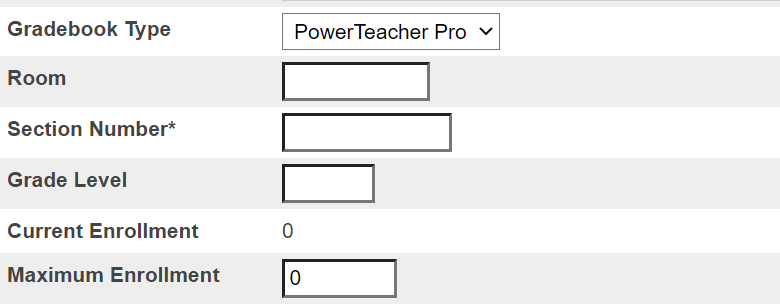 Gradebook Type PowerTeacher Pro
Room
Section Number*
Grade Level
Current Enrollment 0
Maximum Enrollment 0